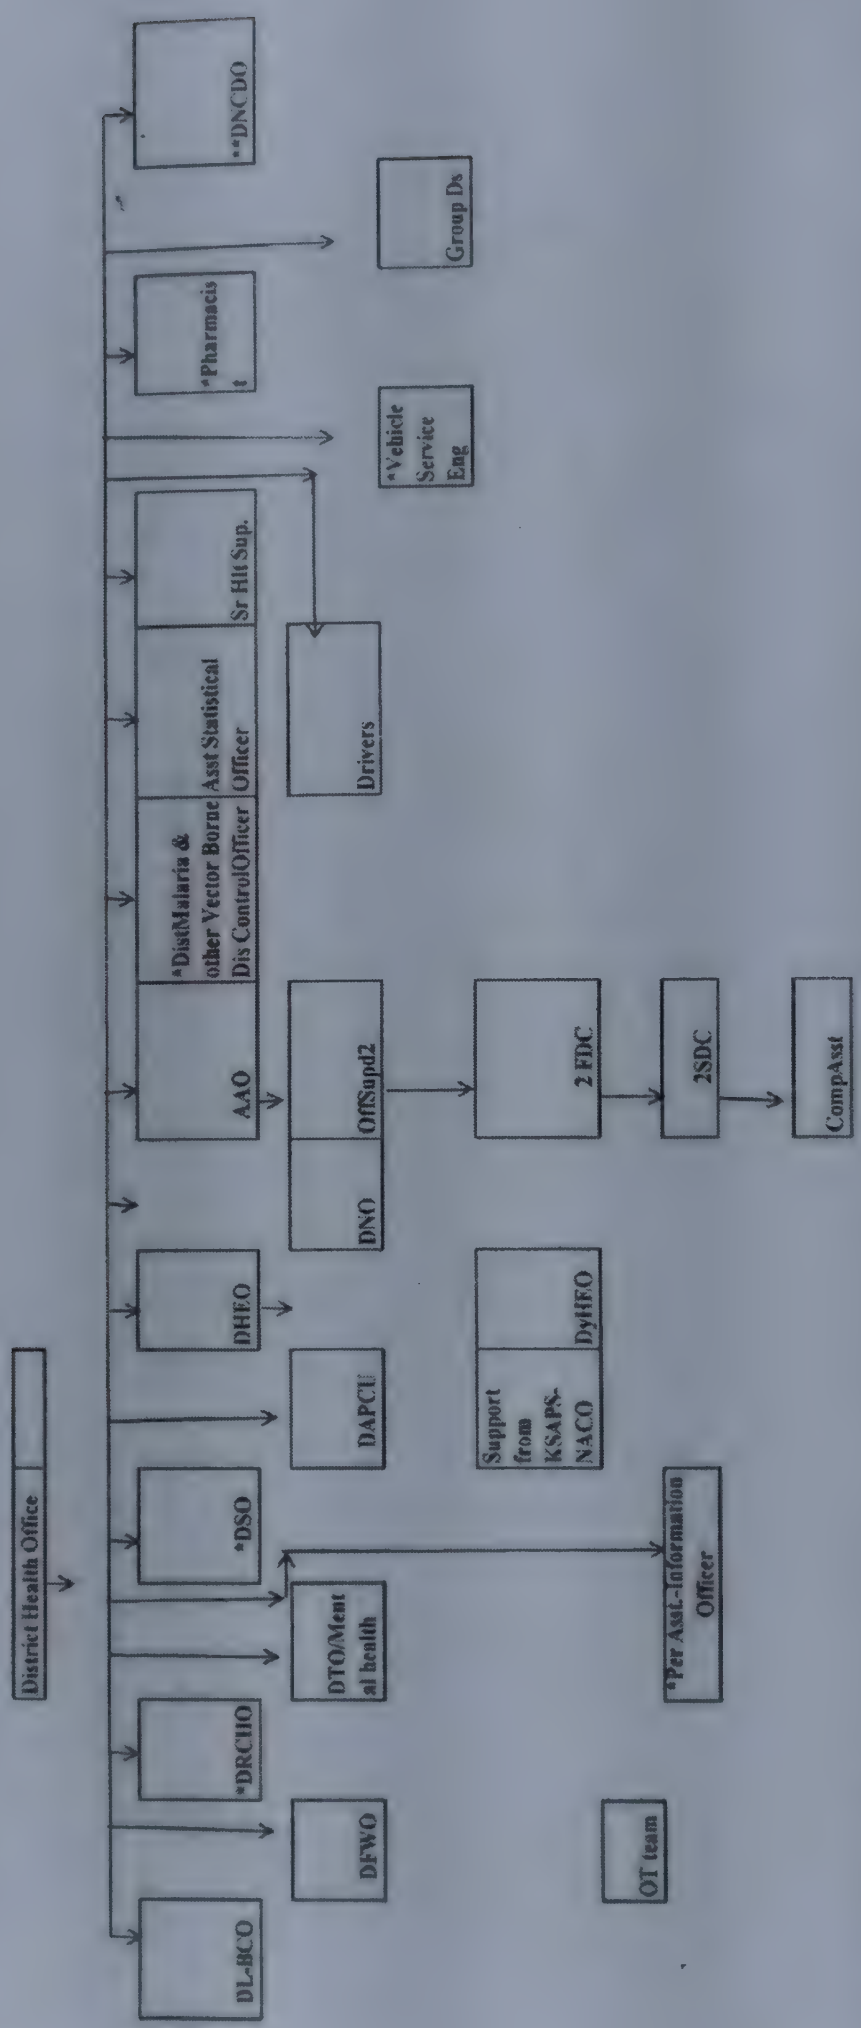 District Health Office
DL-BCO
*DRCHO
*DSO
DHEO
AAO
*DistMalaria &
other Vector Borne
Dis ControlOfficer
Asst Statistical
Officer
Sr Hlt Sup.
*Pharmacis
t
**DNCDO
DFWO
DTO/Ment
al health
DAPCU
DNO
OffSupd2
Drivers
*Vehicle
Service
Eng
Group Ds
Support
from
KSAPS-
NACO
DyHEO
2 FDC
OT team
*Per Asst.-Information
Officer
2SDC
CompAsst